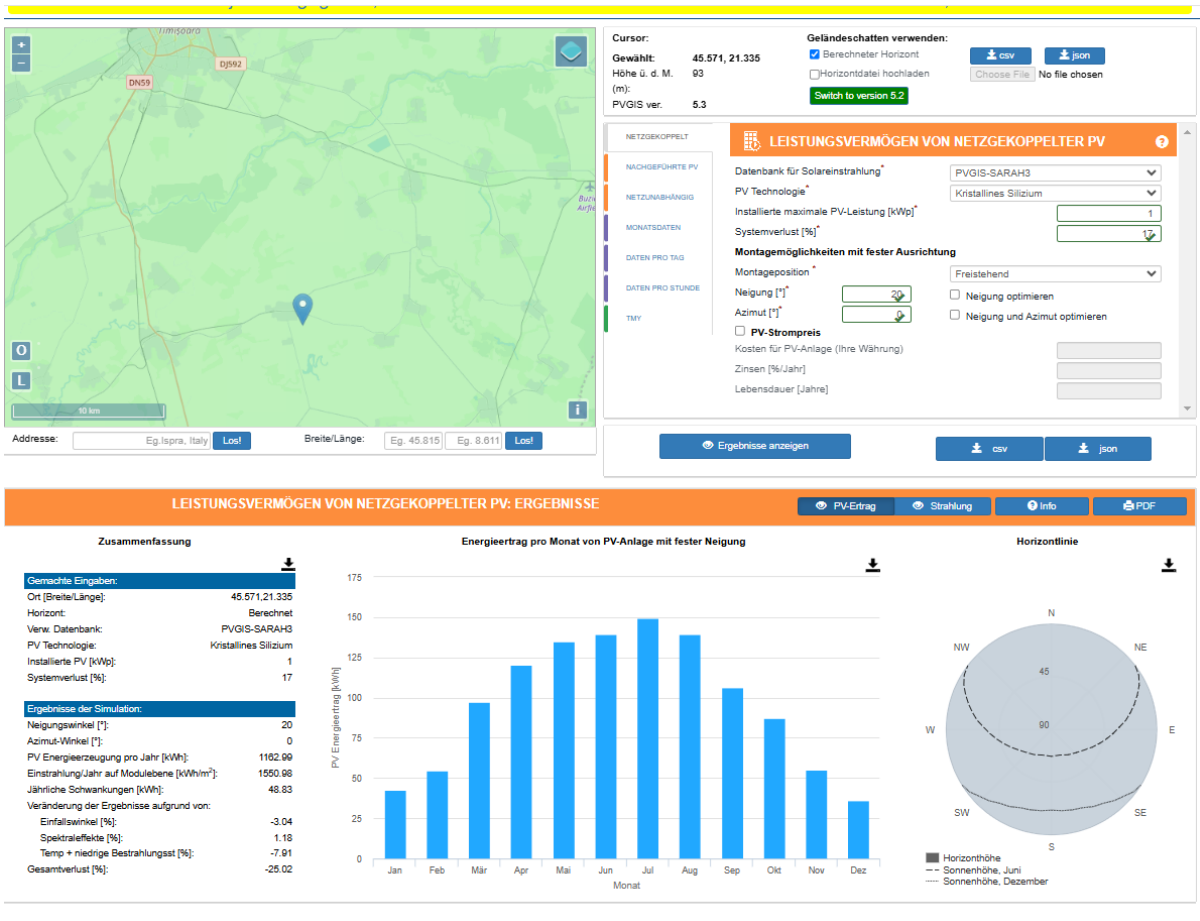 Timişoara
DJ592
DN59
Buzi
Airfie
+
−
O
L
10 km
i
Addresse:
Eg.Ispra, Italy
Los!
Breite/Länge:
Eg. 45.815
Eg. 8.611
Los!
Cursor:
Gewählt: 45.571, 21.335
Höhe ü. d. M. 93
(m):
PVGIS ver. 5.3
Geländeschatten verwenden:
Berechneter Horizont
csv
json
Horizontdatei hochladen
Choose File No file chosen
Switch to version 5.2
NETZGEKOPPELT
NACHGEFÜHRTE PV
NETZUNABHÄNGIG
MONATSDATEN
DATEN PRO TAG
DATEN PRO STUNDE
TMY
LEISTUNGSVERMÖGEN VON NETZGEKOPPELTER PV
?
Datenbank für Solareinstrahlung* PVGIS-SARAH3
PV Technologie* Kristallines Silizium
Installierte maximale PV-Leistung [kWp]* 1
Systemverlust [%]* 17
Montagemöglichkeiten mit fester Ausrichtung
Montageposition * Freistehend
Neigung [°]* 20 Neigung optimieren
Azimut [°]* 0 Neigung und Azimut optimieren
PV-Strompreis
Kosten für PV-Anlage (Ihre Währung)
Zinsen [%/Jahr]
Lebensdauer [Jahre]
Ergebnisse anzeigen
csv
json
LEISTUNGSVERMÖGEN VON NETZGEKOPPELTER PV: ERGEBNISSE
PV-Ertrag
Strahlung
Info
PDF
Zusammenfassung
Gemachte Eingaben:
Ort [Breite/Länge]: 45.571,21.335
Horizont: Berechnet
Verw. Datenbank: PVGIS-SARAH3
PV Technologie: Kristallines Silizium
Installierte PV [kWp]: 1
Systemverlust [%]: 17
Ergebnisse der Simulation:
Neigungswinkel [°]: 20
Azimut-Winkel [°]: 0
PV Energieerzeugung pro Jahr [kWh]: 1162.99
Einstrahlung/Jahr auf Modulebene [kWh/m²]: 1550.98
Jährliche Schwankungen [kWh]: 48.83
Veränderung der Ergebnisse aufgrund von:
Einfallswinkel [%]: -3.04
Spektraleffekte [%]: 1.18
Temp + niedrige Bestrahlungsst [%]: -7.91
Gesamtverlust [%]: -25.02
Energieertrag pro Monat von PV-Anlage mit fester Neigung
PV Energieertrag [kWh]
175
150
125
100
75
50
25
0
Jan Feb Mär Apr Mai Jun Jul Aug Sep Okt Nov Dez
Monat
Horizontlinie
N
NW NE
45
90
W E
SW SE
S
Horizonthöhe
Sonnenhöhe, Juni
Sonnenhöhe, Dezember